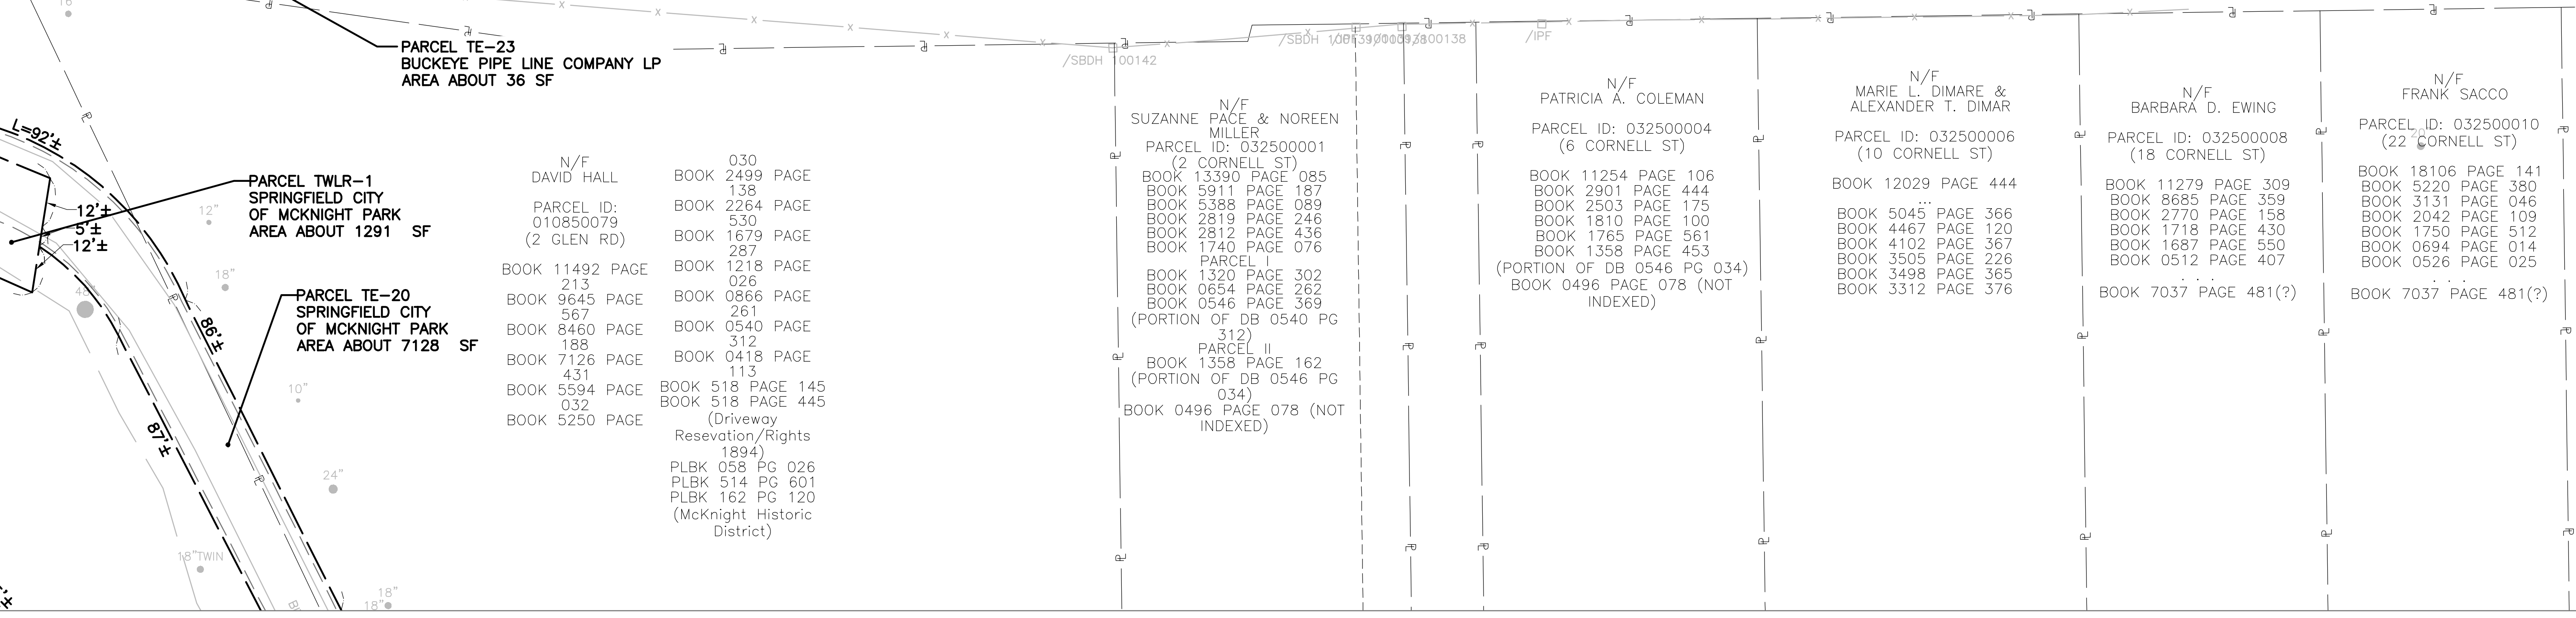 16"
PARCEL TE-23
BUCKEYE PIPE LINE COMPANY LP
AREA ABOUT 36 SF
L=92'±
PARCEL TWLR-1
SPRINGFIELD CITY
OF MCKNIGHT PARK
AREA ABOUT 1291 SF
12'±
5'±
12'±
12"
18"
48"
PARCEL TE-20
SPRINGFIELD CITY
OF MCKNIGHT PARK
AREA ABOUT 7128 SF
86'±
87'±
10"
24"
18"TWIN
18"
18"
N/F
DAVID HALL
PARCEL ID:
010850079
(2 GLEN RD)
BOOK 11492 PAGE
213
BOOK 9645 PAGE
567
BOOK 8460 PAGE
188
BOOK 7126 PAGE
431
BOOK 5594 PAGE
032
BOOK 5250 PAGE
030
BOOK 2499 PAGE
138
BOOK 2264 PAGE
530
BOOK 1679 PAGE
287
BOOK 1218 PAGE
026
BOOK 0866 PAGE
261
BOOK 0540 PAGE
312
BOOK 0418 PAGE
113
BOOK 518 PAGE 145
BOOK 518 PAGE 445
(Driveway
Resevation/Rights
1894)
PLBK 058 PG 026
PLBK 514 PG 601
PLBK 162 PG 120
(McKnight Historic
District)
/SBDH 100142
N/F
SUZANNE PACE & NOREEN
MILLER
PARCEL ID: 032500001
(2 CORNELL ST)
BOOK 13390 PAGE 085
BOOK 5911 PAGE 187
BOOK 5388 PAGE 089
BOOK 2819 PAGE 246
BOOK 2812 PAGE 436
BOOK 1740 PAGE 076
PARCEL I
BOOK 1320 PAGE 302
BOOK 0654 PAGE 262
BOOK 0546 PAGE 369
(PORTION OF DB 0540 PG
312)
PARCEL II
BOOK 1358 PAGE 162
(PORTION OF DB 0546 PG
034)
BOOK 0496 PAGE 078 (NOT
INDEXED)
/SBDH
/IPF
N/F
PATRICIA A. COLEMAN
PARCEL ID: 032500004
(6 CORNELL ST)
BOOK 11254 PAGE 106
BOOK 2901 PAGE 444
BOOK 2503 PAGE 175
BOOK 1810 PAGE 100
BOOK 1765 PAGE 561
BOOK 1358 PAGE 453
(PORTION OF DB 0546 PG 034)
BOOK 0496 PAGE 078 (NOT
INDEXED)
N/F
MARIE L. DIMARE &
ALEXANDER T. DIMAR
PARCEL ID: 032500006
(10 CORNELL ST)
BOOK 12029 PAGE 444
...
BOOK 5045 PAGE 366
BOOK 4467 PAGE 120
BOOK 4102 PAGE 367
BOOK 3505 PAGE 226
BOOK 3498 PAGE 365
BOOK 3312 PAGE 376
N/F
BARBARA D. EWING
PARCEL ID: 032500008
(18 CORNELL ST)
BOOK 11279 PAGE 309
BOOK 8685 PAGE 359
BOOK 2770 PAGE 158
BOOK 1718 PAGE 430
BOOK 1687 PAGE 550
BOOK 0512 PAGE 407
. . .
BOOK 7037 PAGE 481(?)
N/F
FRANK SACCO
PARCEL ID: 032500010
(22 CORNELL ST)
BOOK 18106 PAGE 141
BOOK 5220 PAGE 380
BOOK 3131 PAGE 046
BOOK 2042 PAGE 109
BOOK 1750 PAGE 512
BOOK 0694 PAGE 014
BOOK 0526 PAGE 025
. . .
BOOK 7037 PAGE 481(?)